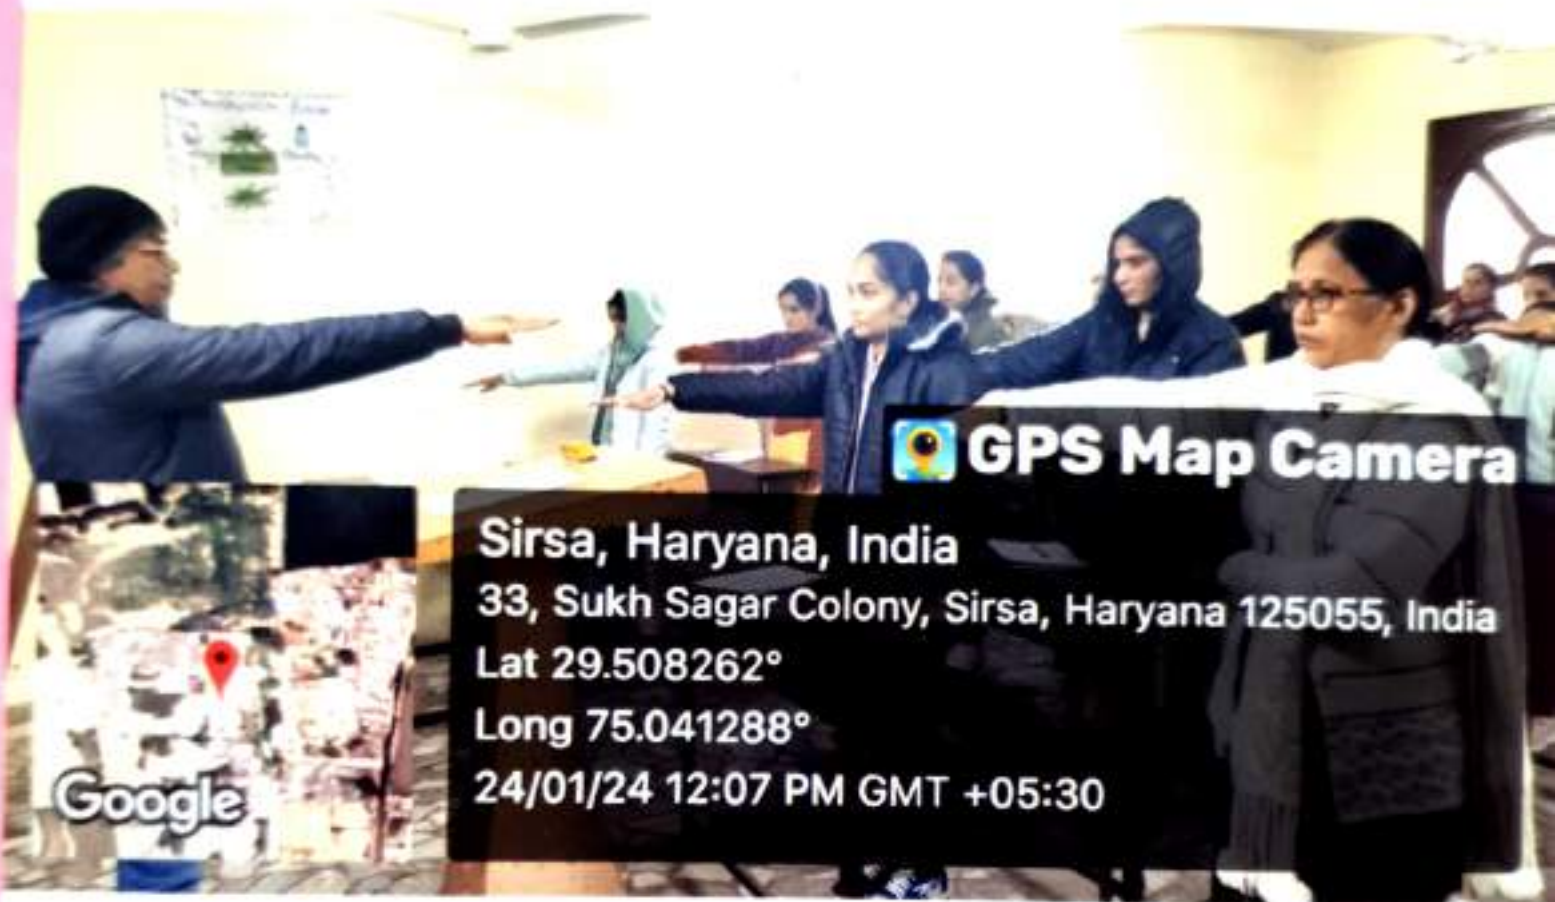 GPS Map Camera
Sirsa, Haryana, India
33, Sukh Sagar Colony, Sirsa, Haryana 125055, India
Lat 29.508262°
Long 75.041288°
24/01/24 12:07 PM GMT +05:30
Google